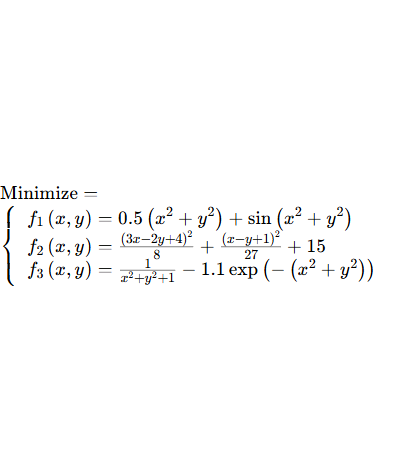 Minimize =
f₁(x, y) = 0.5(x² + y²) + sin(x² + y²)
f₂(x, y) = (3x−2y+4)²/8 + (x−y+1)²/27 + 15
f₃(x, y) = 1/(x²+y²+1) − 1.1 exp(−(x² + y²))